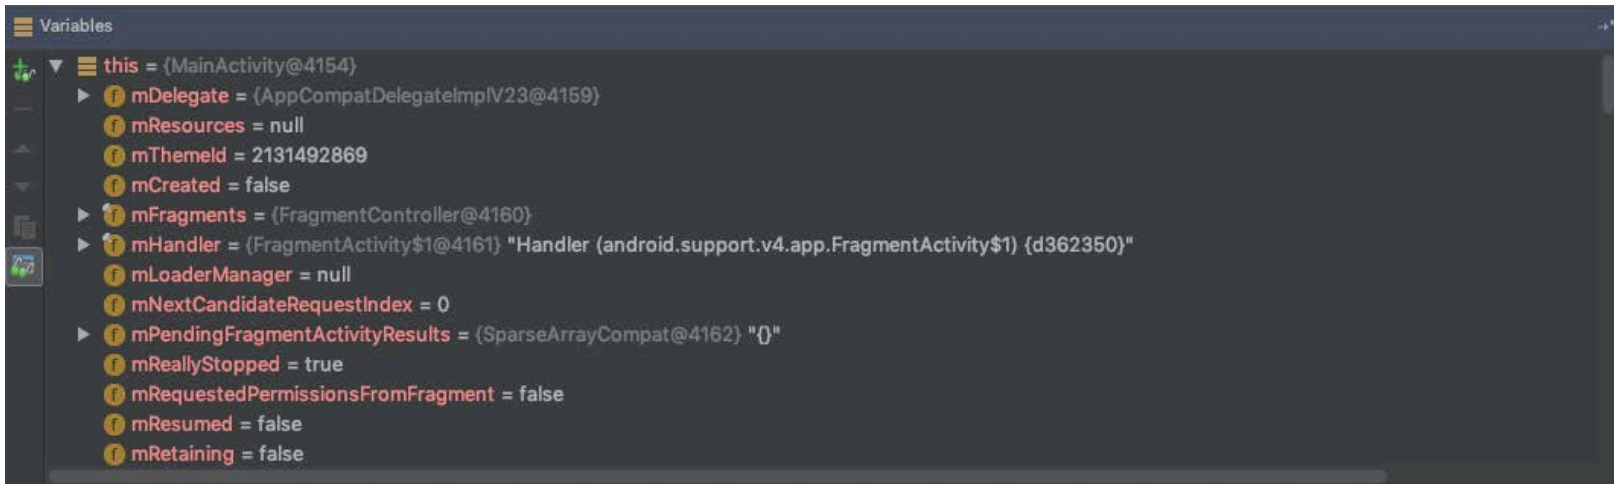 Variables
this = {MainActivity@4154}
mDelegate = {AppCompatDelegateImplV23@4159}
mResources = null
mThemeId = 2131492869
mCreated = false
mFragments = {FragmentController@4160}
mHandler = {FragmentActivity$1@4161} "Handler (android.support.v4.app.FragmentActivity$1) {d362350}"
mLoaderManager = null
mNextCandidateRequestIndex = 0
mPendingFragmentActivityResults = {SparseArrayCompat@4162} "{}"
mReallyStopped = true
mRequestedPermissionsFromFragment = false
mResumed = false
mRetaining = false